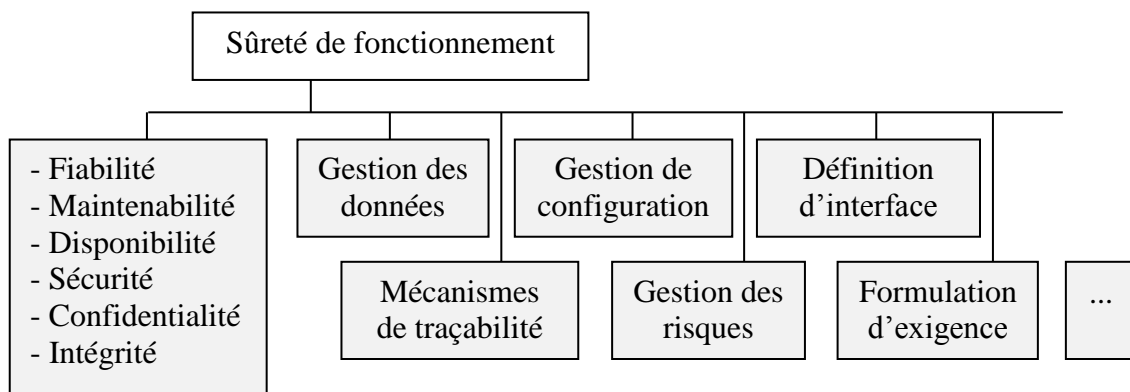 Sûreté de fonctionnement
- Fiabilité
- Maintenabilité
- Disponibilité
- Sécurité
- Confidentialité
- Intégrité
Gestion des
données
Gestion de
configuration
Définition
d’interface
Mécanismes
de traçabilité
Gestion des
risques
Formulation
d’exigence
...